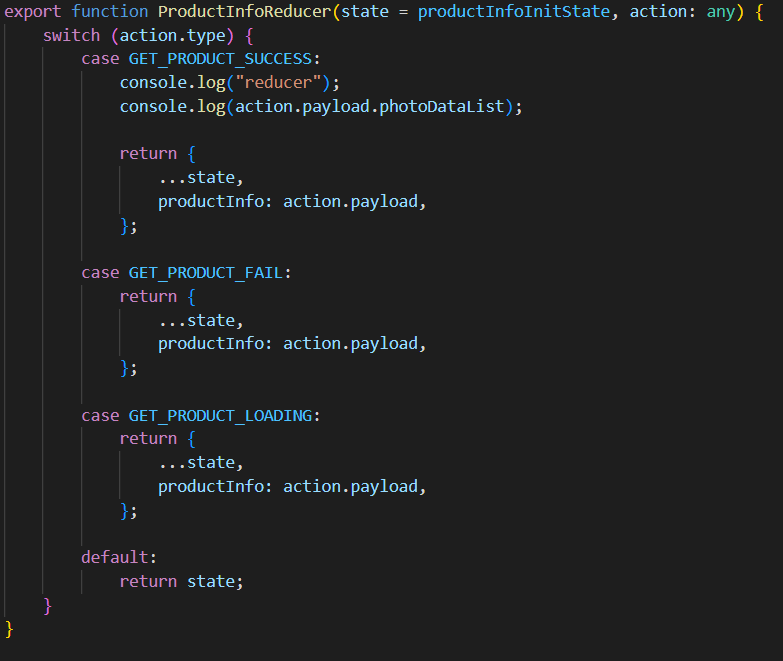 export function ProductInfoReducer(state = productInfoInitState, action: any) {
    switch (action.type) {
        case GET_PRODUCT_SUCCESS:
            console.log("reducer");
            console.log(action.payload.photoDataList);

            return {
                ...state,
                productInfo: action.payload,
            };

        case GET_PRODUCT_FAIL:
            return {
                ...state,
                productInfo: action.payload,
            };

        case GET_PRODUCT_LOADING:
            return {
                ...state,
                productInfo: action.payload,
            };

        default:
            return state;
    }
}